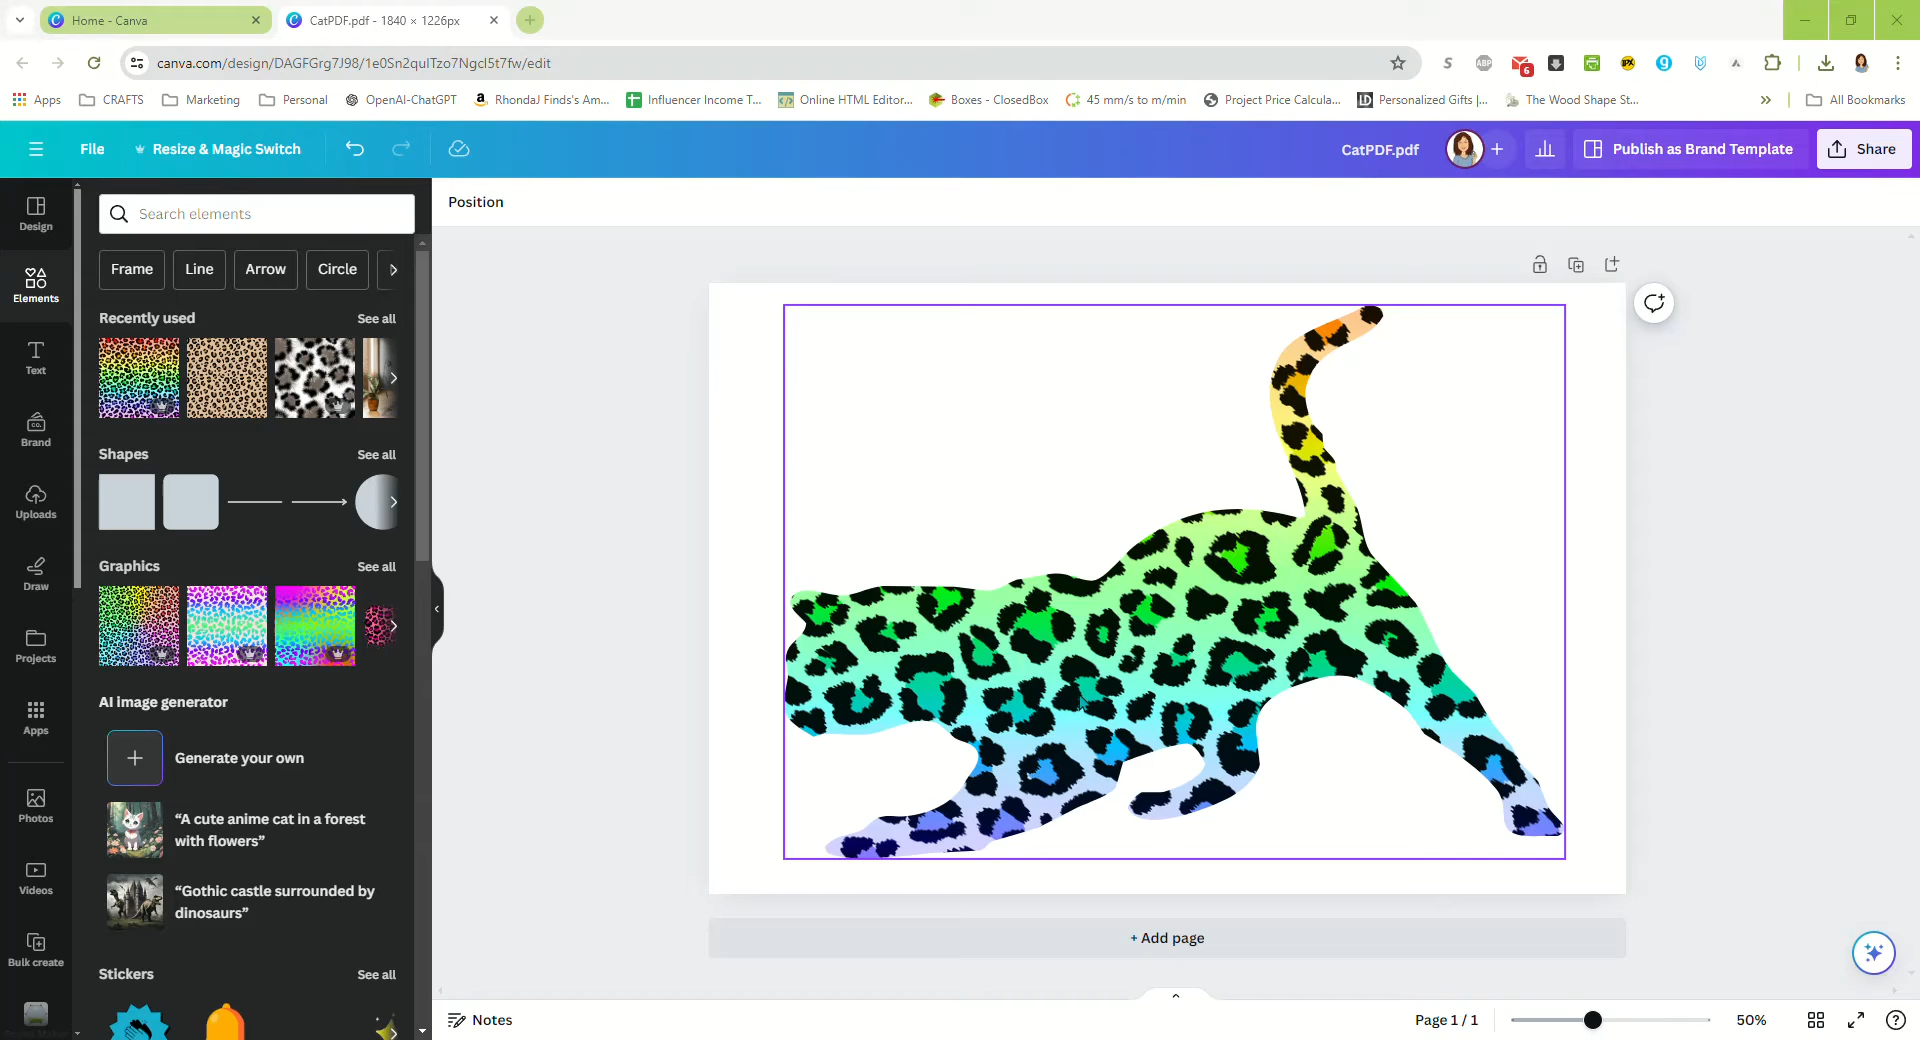 Home - Canva
CatPDF.pdf - 1840 × 1226px
canva.com/design/DAGFGrg7J98/1e0Sn2qulTzo7Ngcl5t7fw/edit
S
ABP
6
Apps
CRAFTS
Marketing
Personal
OpenAI-ChatGPT
RhondaJ Finds's Am...
Influencer Income T...
Online HTML Editor...
Boxes - ClosedBox
45 mm/s to m/min
Project Price Calcula...
Personalized Gifts |...
The Wood Shape St...
All Bookmarks
File
Resize & Magic Switch
CatPDF.pdf
Publish as Brand Template
Share
Design
Elements
Text
Brand
Uploads
Draw
Projects
Apps
Photos
Videos
Bulk create
Search elements
Frame
Line
Arrow
Circle
Recently used
See all
Shapes
See all
Graphics
See all
AI image generator
Generate your own
“A cute anime cat in a forest
with flowers”
“Gothic castle surrounded by
dinosaurs”
Stickers
See all
Position
+ Add page
Notes
Page 1 / 1
50%